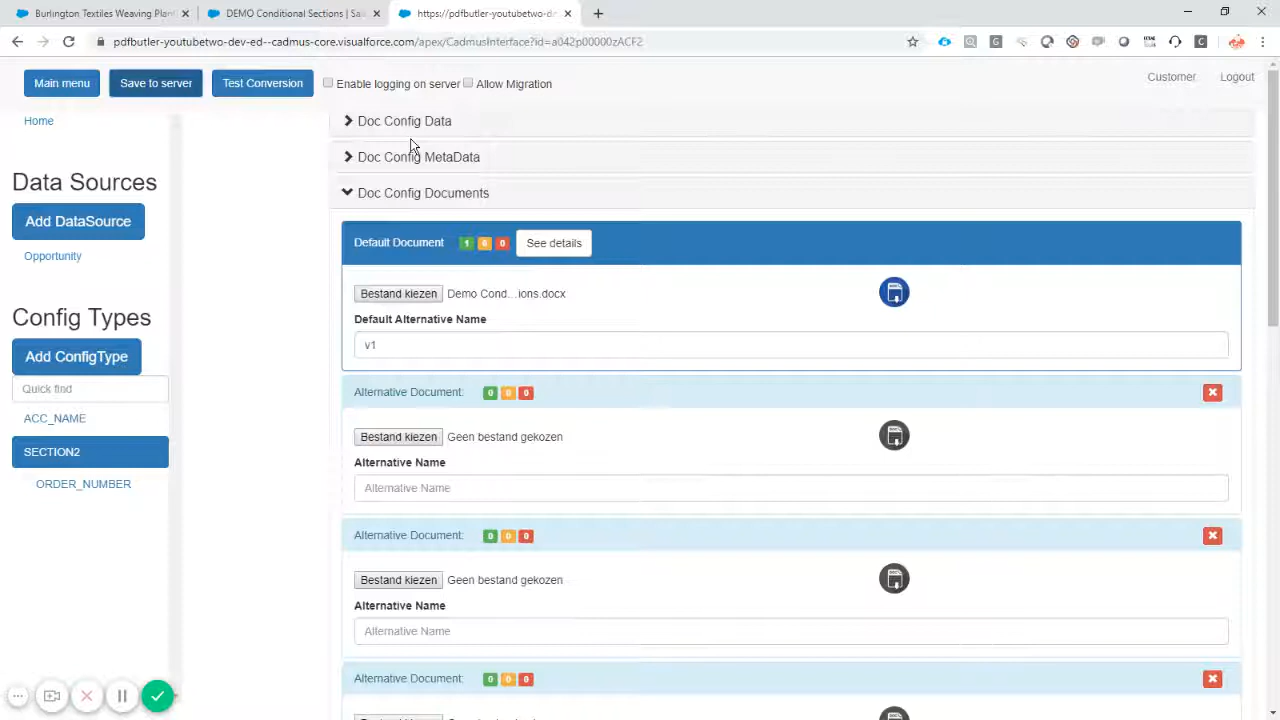 Burlington Textiles Weaving Plant
DEMO Conditional Sections | Sal
https://pdfbutler-youtubetwo-de
pdfbutler-youtubetwo-dev-ed--cadmus-core.visualforce.com/apex/CadmusInterface?id=a042p00000zACF2
Main menu
Save to server
Test Conversion
Enable logging on server
Allow Migration
Customer
Logout
Home
Data Sources
Add DataSource
Opportunity
Config Types
Add ConfigType
Quick find
ACC_NAME
SECTION2
ORDER_NUMBER
Doc Config Data
Doc Config MetaData
Doc Config Documents
Default Document 1 6 0 See details
Bestand kiezen Demo Cond...ions.docx
Default Alternative Name
v1
Alternative Document: 0 0 0
Bestand kiezen Geen bestand gekozen
Alternative Name
Alternative Name
Alternative Document: 0 0 0
Bestand kiezen Geen bestand gekozen
Alternative Name
Alternative Name
Alternative Document: 0 0 0